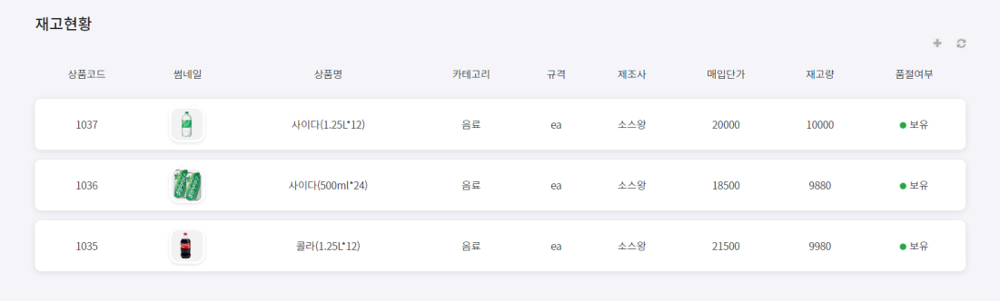 재고현황
상품코드 썸네일 상품명 카테고리 규격 제조사 매입단가 재고량 품절여부
1037 사이다(1.25L*12) 음료 ea 소스왕 20000 10000 보유
1036 사이다(500ml*24) 음료 ea 소스왕 18500 9880 보유
1035 콜라(1.25L*12) 음료 ea 소스왕 21500 9980 보유